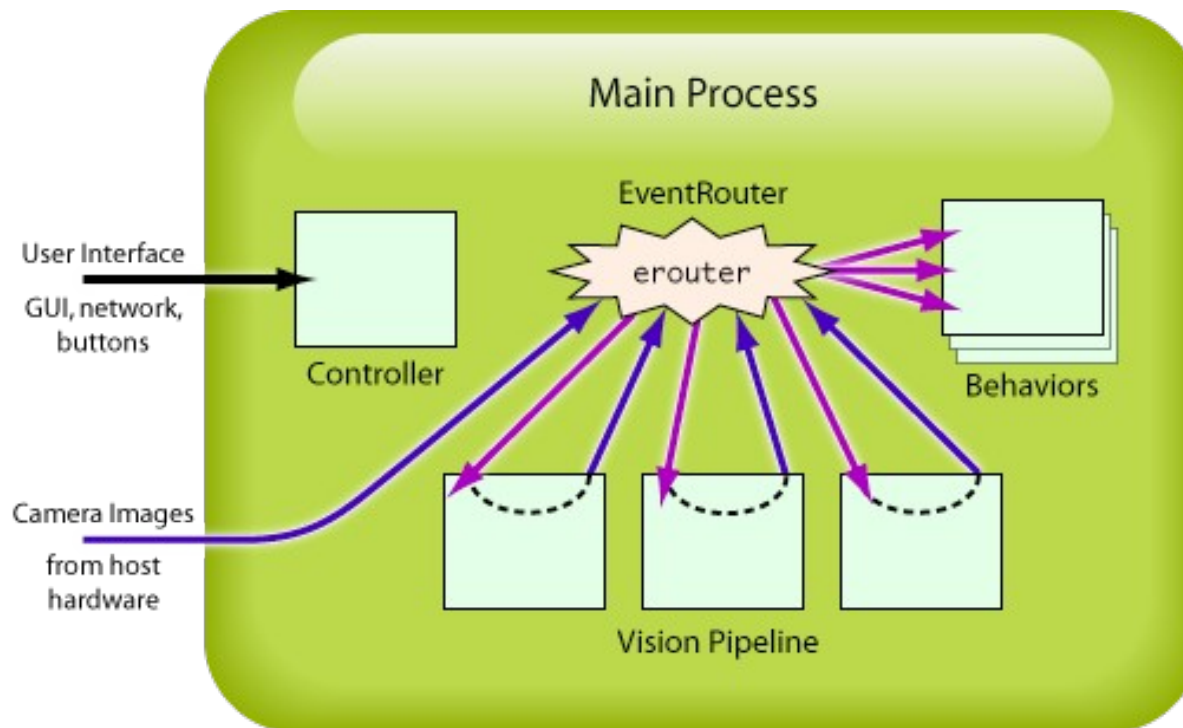 Main Process
EventRouter
erouter
User Interface
GUI, network,
buttons
Controller
Behaviors
Camera Images
from host
hardware
Vision Pipeline